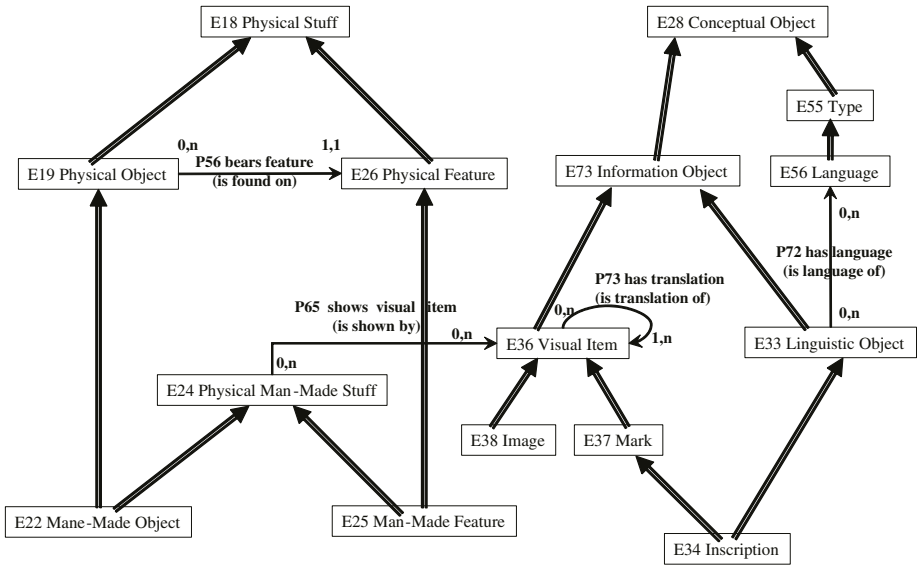 E18 Physical Stuff
E28 Conceptual Object
E55 Type
0,n
1,1
P56 bears feature
(is found on)
E19 Physical Object
E26 Physical Feature
E73 Information Object
E56 Language
0,n
P72 has language
(is language of)
P73 has translation
(is translation of)
P65 shows visual item
(is shown by)
0,n
0,n
0,n
1,n
0,n
E36 Visual Item
E33 Linguistic Object
0,n
E24 Physical Man-Made Stuff
E38 Image
E37 Mark
E22 Mane-Made Object
E25 Man-Made Feature
E34 Inscription